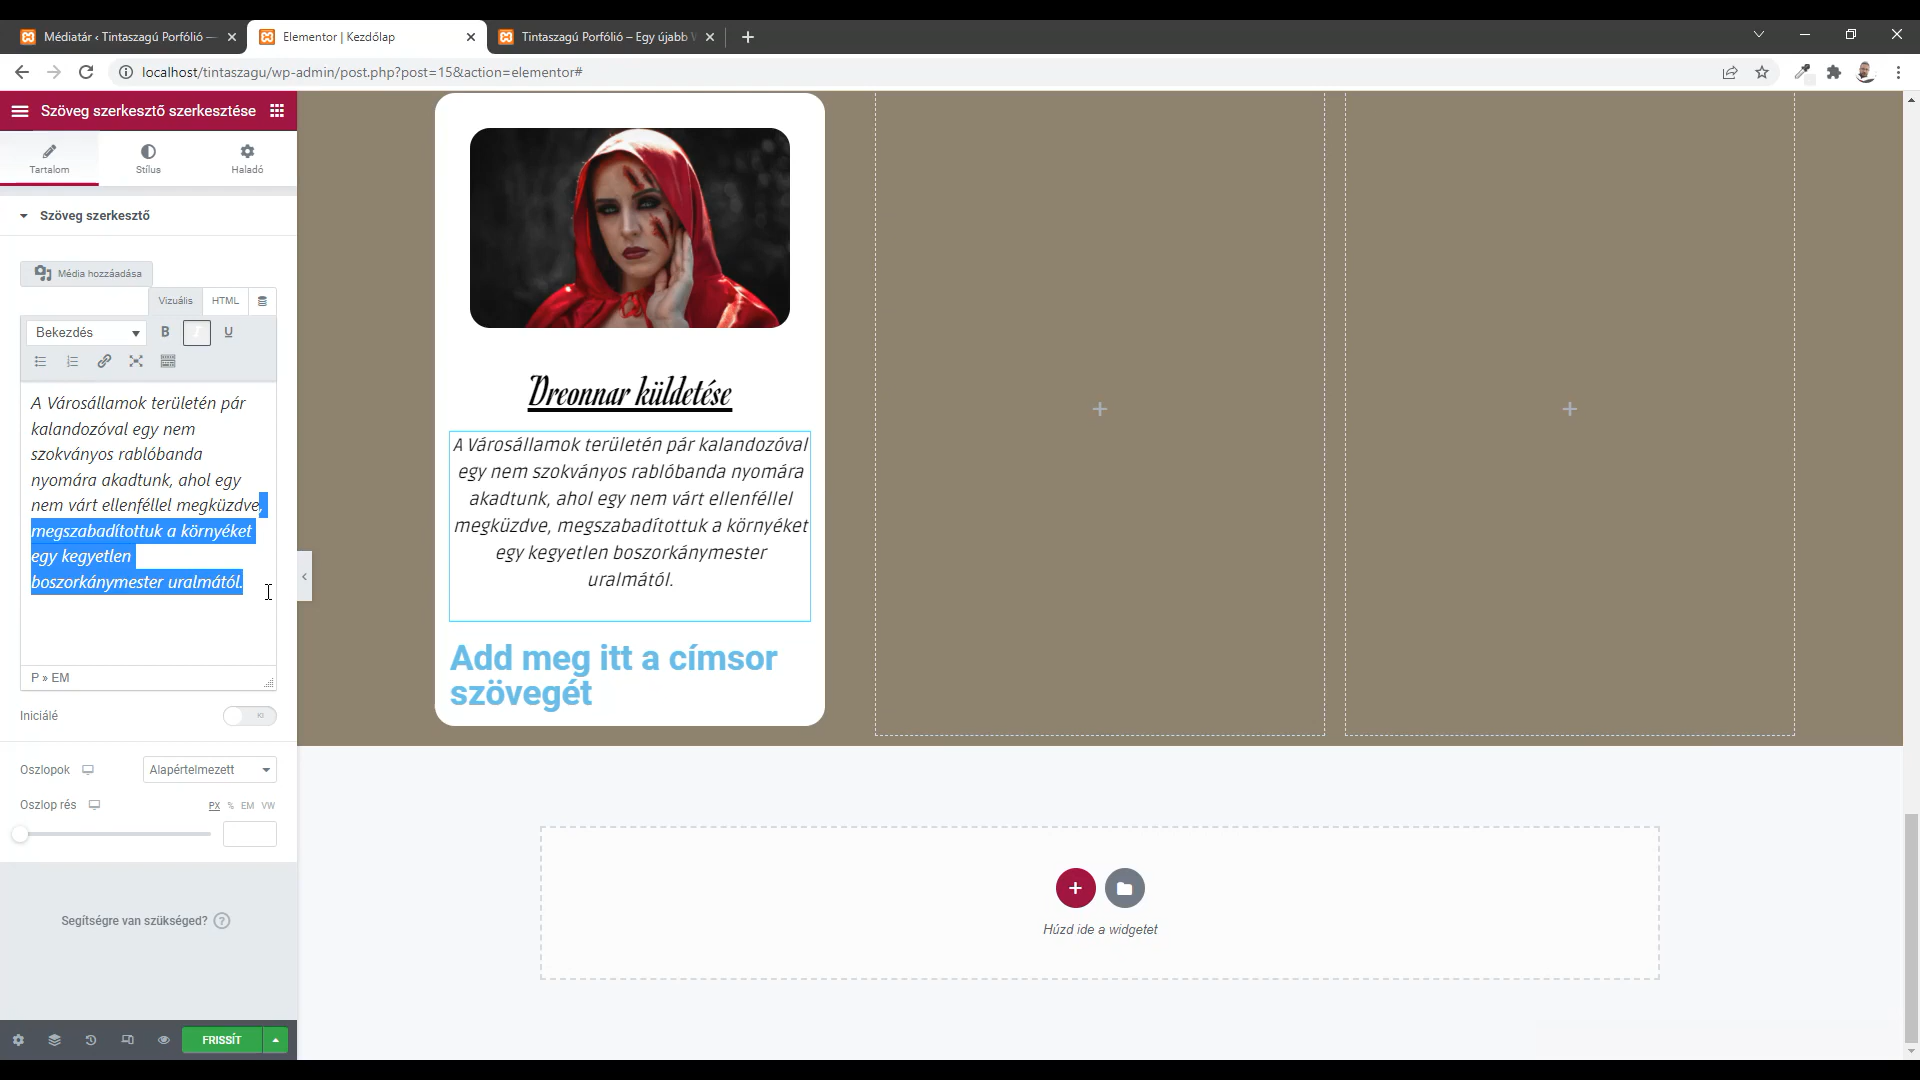 Médiatár ‹ Tintaszagú Porfólió —
Elementor | Kezdőlap
Tintaszagú Porfólió – Egy újabb
localhost/tintaszagu/wp-admin/post.php?post=15&action=elementor#
Szöveg szerkesztő szerkesztése
Tartalom
Stílus
Haladó
Szöveg szerkesztő
Média hozzáadása
Vizuális
HTML
Bekezdés
B
I
U
A Városállamok területén pár
kalandozóval egy nem
szokványos rablóbanda
nyomára akadtunk, ahol egy
nem várt ellenféllel megküzdve,
megszabadítottuk a környéket
egy kegyetlen
boszorkánymester uralmától.
P » EM
Iniciálé
KI
Oszlopok
Alapértelmezett
Oszlop rés
PX % EM VW
Segítségre van szükséged?
FRISSÍT
Dreonnar küldetése
A Városállamok területén pár kalandozóval
egy nem szokványos rablóbanda nyomára
akadtunk, ahol egy nem várt ellenféllel
megküzdve, megszabadítottuk a környéket
egy kegyetlen boszorkánymester
uralmától.
Add meg itt a címsor
szövegét
Húzd ide a widgetet